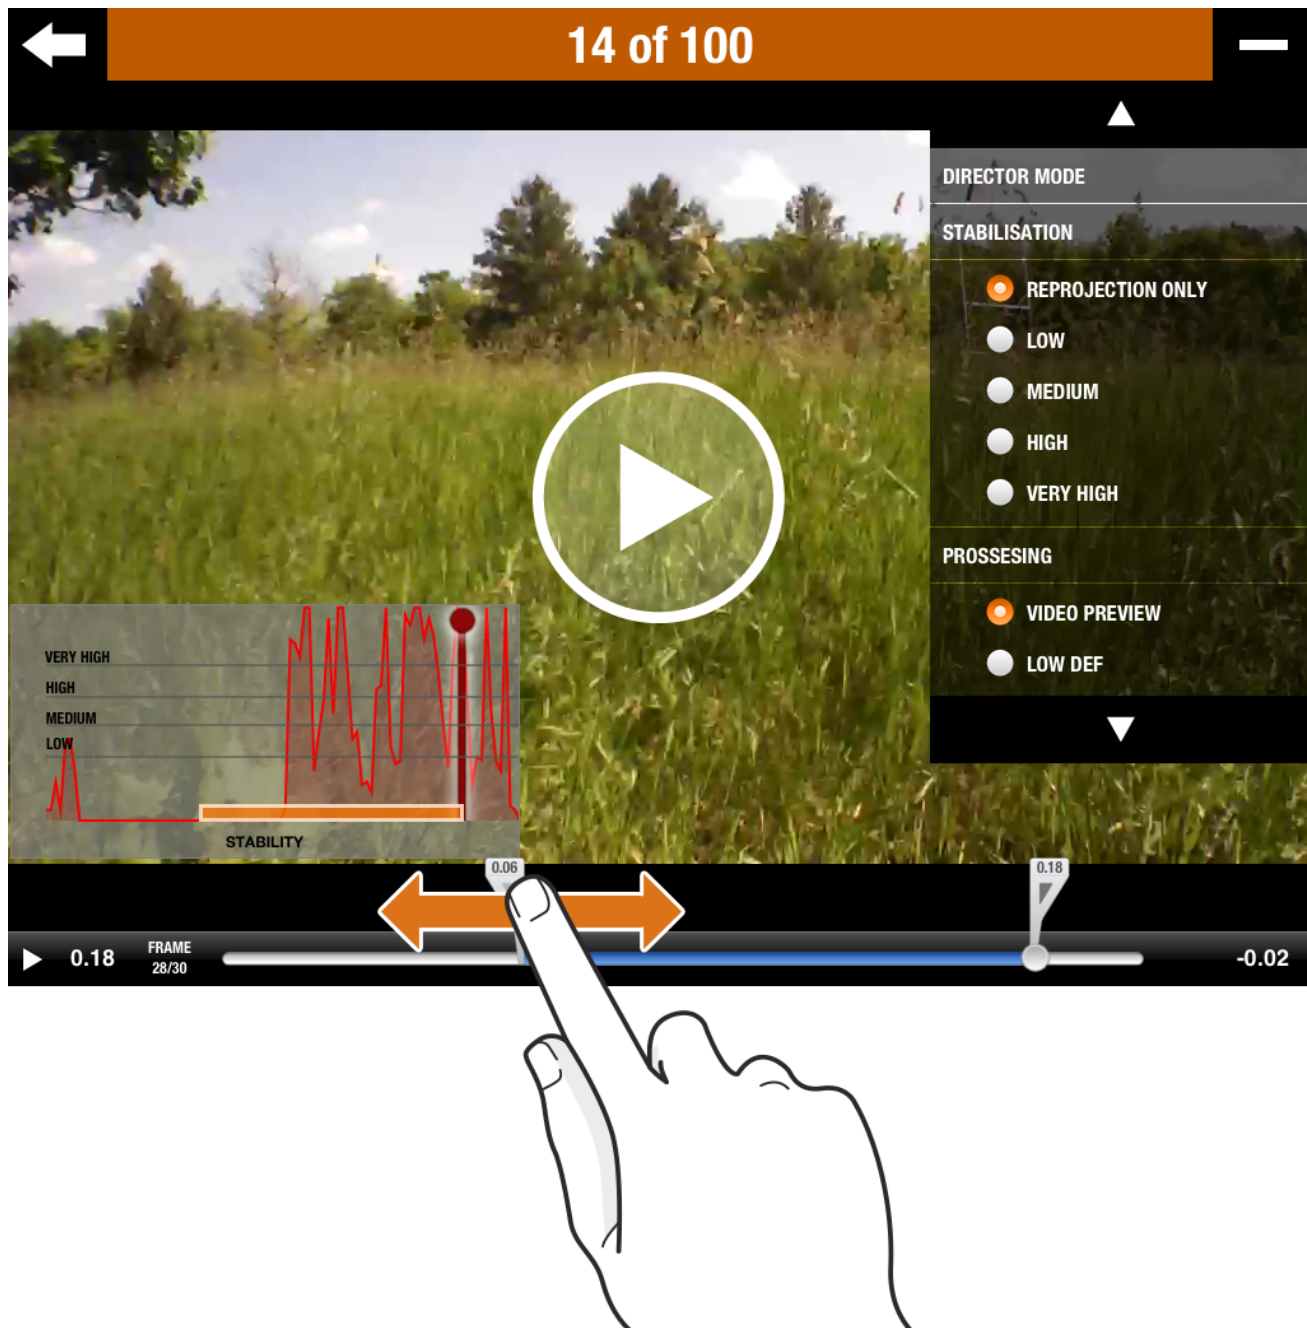 14 of 100
DIRECTOR MODE
STABILISATION
REPROJECTION ONLY
LOW
MEDIUM
HIGH
VERY HIGH
PROSSESING
VIDEO PREVIEW
LOW DEF
VERY HIGH
HIGH
MEDIUM
LOW
STABILITY
0.06
0.18
0.18
FRAME
28/30
-0.02